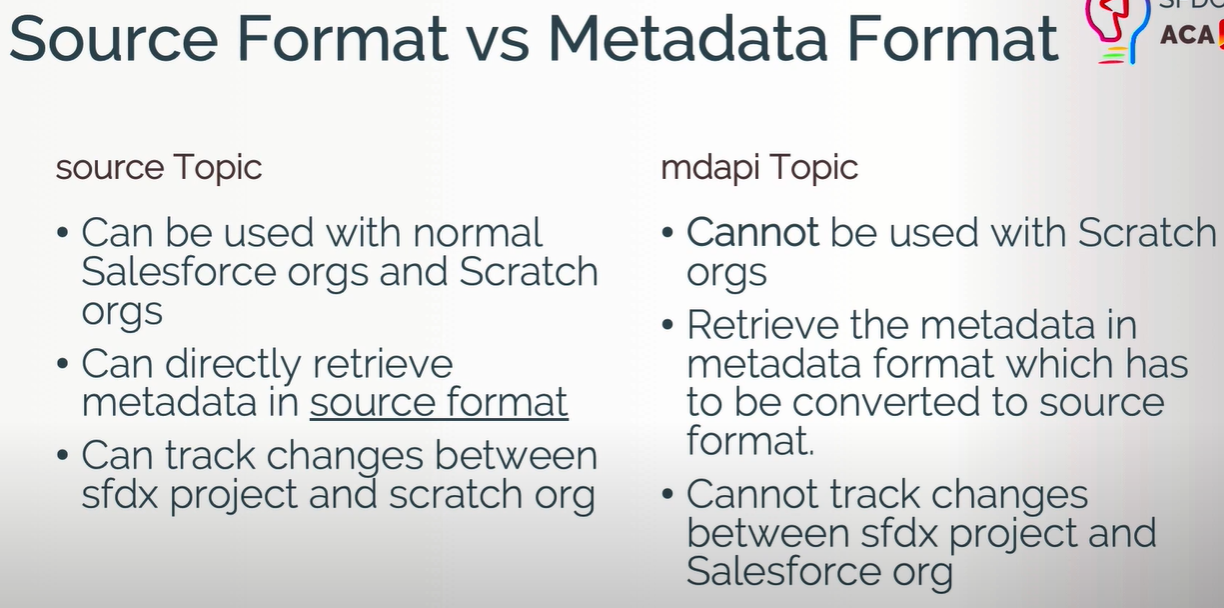 Source Format vs Metadata Format
ACA
source Topic
• Can be used with normal
Salesforce orgs and Scratch
orgs
• Can directly retrieve
metadata in source format
• Can track changes between
sfdx project and scratch org
mdapi Topic
• Cannot be used with Scratch
orgs
• Retrieve the metadata in
metadata format which has
to be converted to source
format.
• Cannot track changes
between sfdx project and
Salesforce org